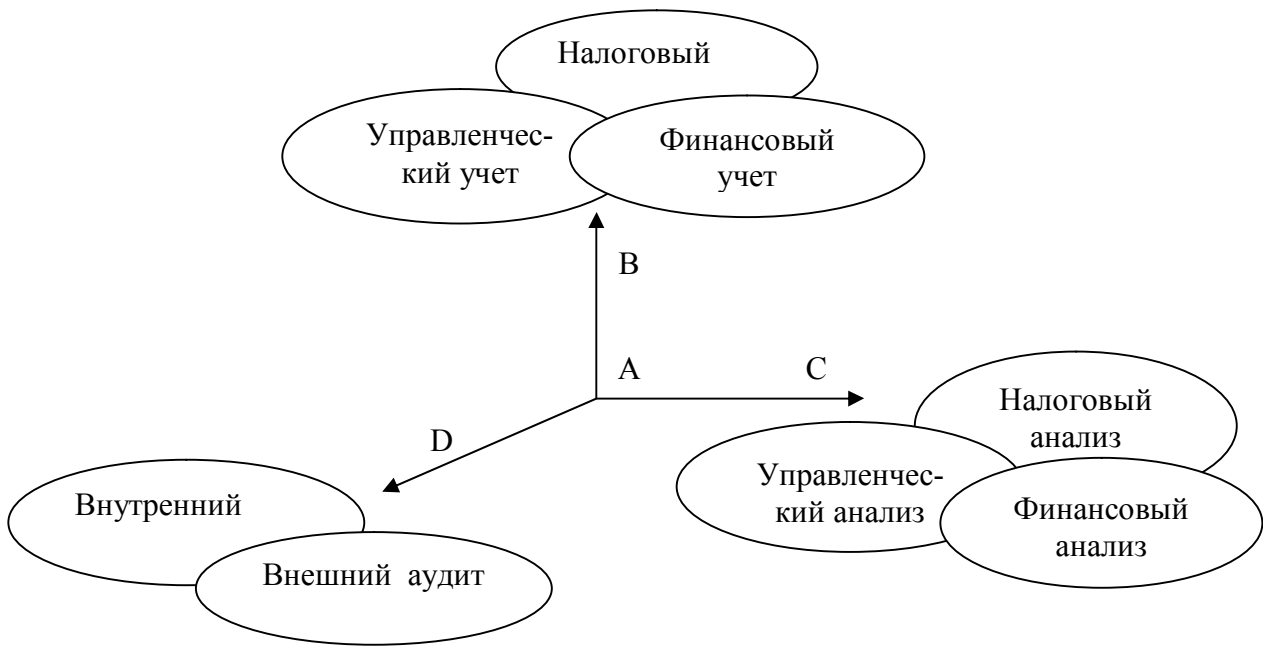 Налоговый
Управленчес-
кий учет
Финансовый
учет
B
A
C
D
Налоговый
анализ
Управленчес-
кий анализ
Финансовый
анализ
Внутренний
Внешний аудит